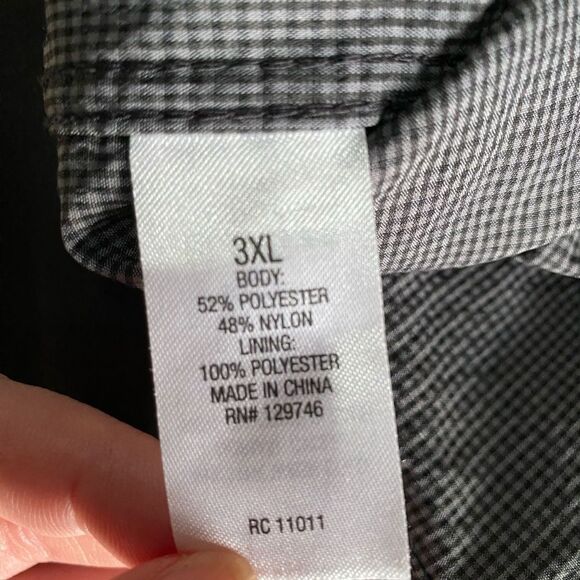 3XL
BODY:
52% POLYESTER
48% NYLON
LINING:
100% POLYESTER
MADE IN CHINA
RN# 129746
RC 11011